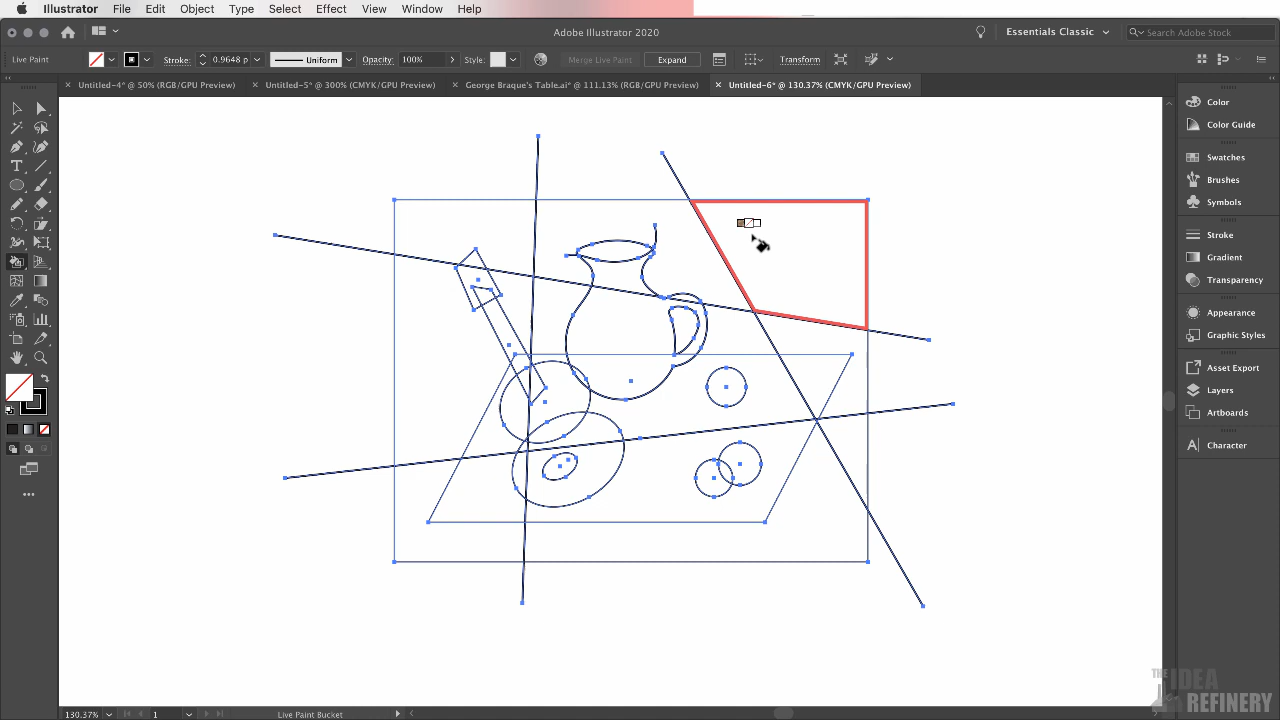 Illustrator File Edit Object Type Select Effect View Window Help
Adobe Illustrator 2020
Essentials Classic
Search Adobe Stock
Live Paint Stroke: 0.9648 p Uniform Opacity: 100% Style: Merge Live Paint Expand Transform
Untitled-4* @ 50% (RGB/GPU Preview) Untitled-5* @ 300% (CMYK/GPU Preview) George Braque's Table.ai* @ 111.13% (RGB/GPU Preview) Untitled-6* @ 130.37% (CMYK/GPU Preview)
Color
Color Guide
Swatches
Brushes
Symbols
Stroke
Gradient
Transparency
Appearance
Graphic Styles
Asset Export
Layers
Artboards
Character
THE IDEA
REFINERY
130.37% 1 Live Paint Bucket